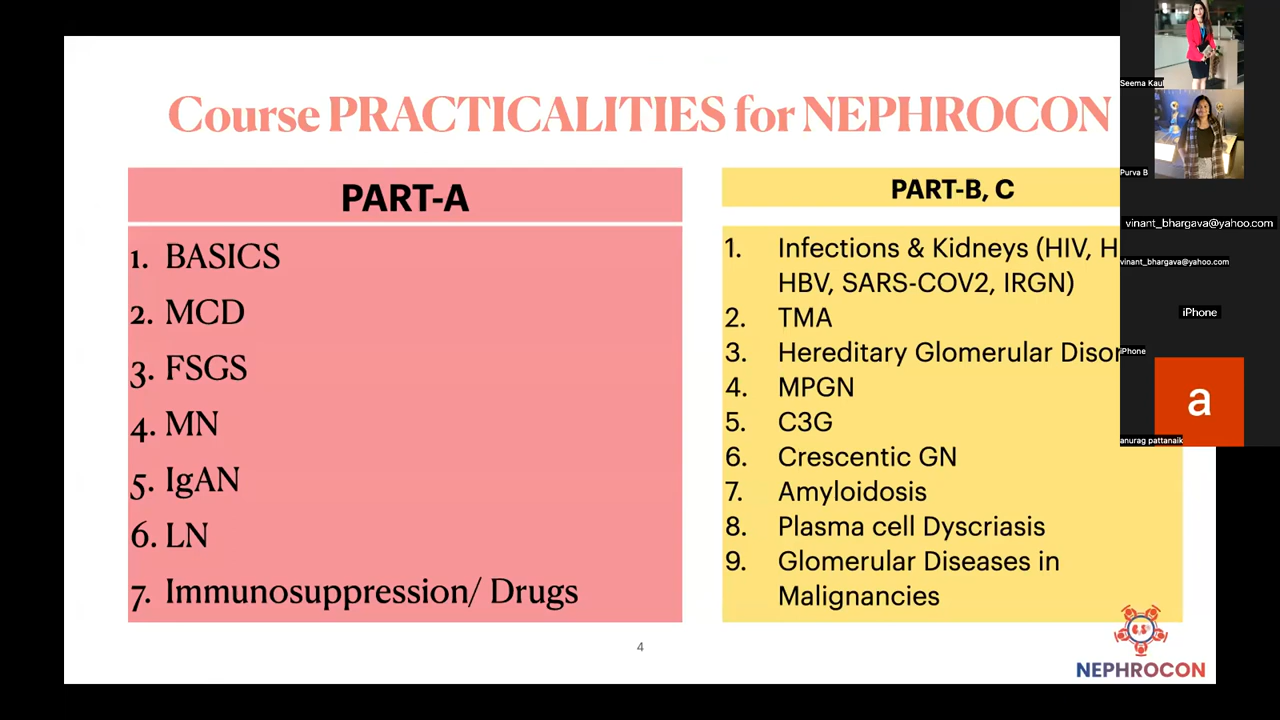 Course PRACTICALITIES for NEPHROCON
PART-A
1. BASICS
2. MCD
3. FSGS
4. MN
5. IgAN
6. LN
7. Immunosuppression/ Drugs
PART-B, C
1. Infections & Kidneys (HIV, H
HBV, SARS-COV2, IRGN)
2. TMA
3. Hereditary Glomerular Disor
4. MPGN
5. C3G
6. Crescentic GN
7. Amyloidosis
8. Plasma cell Dyscriasis
9. Glomerular Diseases in
Malignancies
4
NEPHROCON
Seema Kaul
Purva B
vinant_bhargava@yahoo.com
vinant_bhargava@yahoo.com
iPhone
iPhone
a
anurag pattanaik